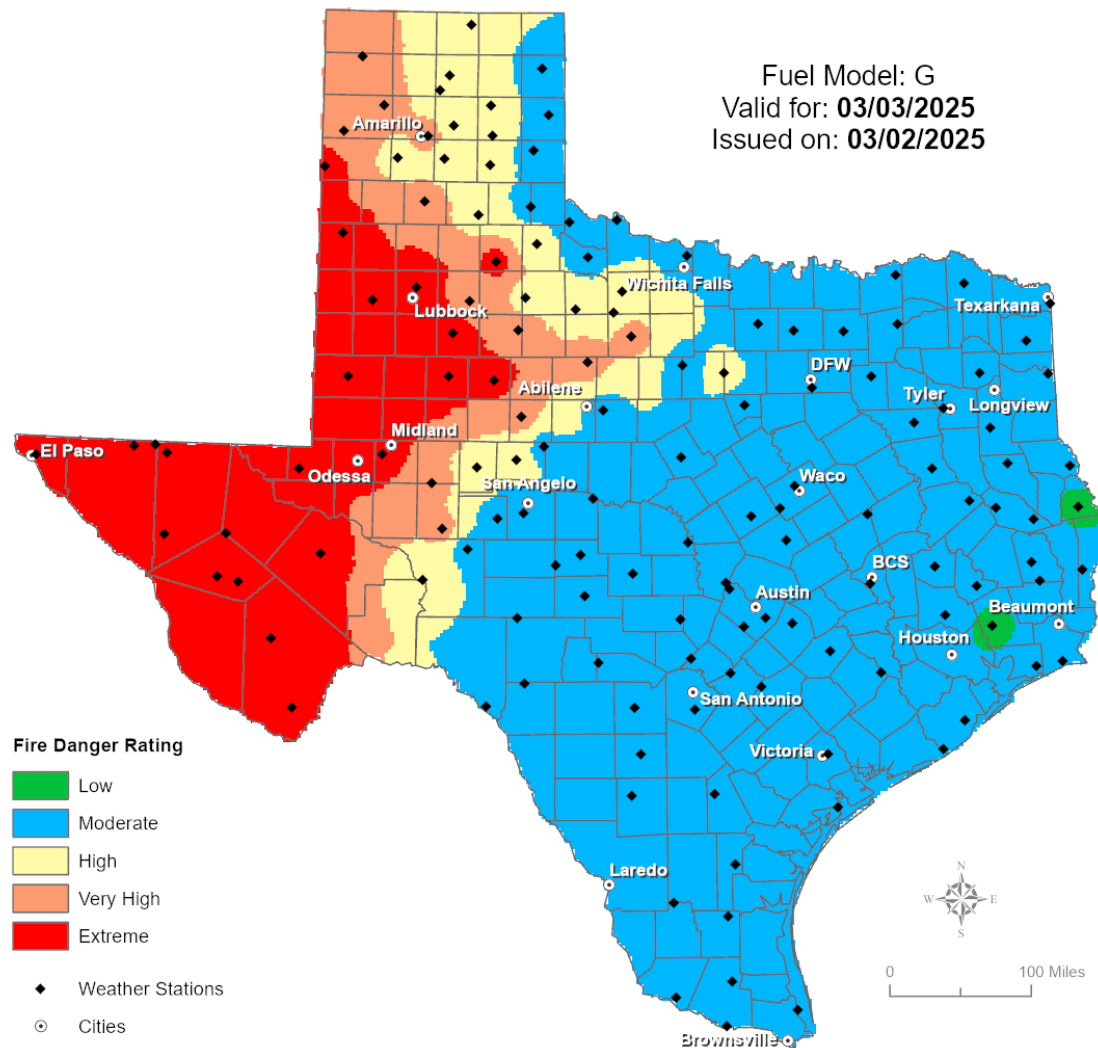 Fuel Model: G
Valid for: 03/03/2025
Issued on: 03/02/2025
Amarillo
Wichita Falls
Texarkana
Lubbock
DFW
Abilene
Tyler
Longview
Midland
El Paso
Odessa
San Angelo
Waco
BCS
Austin
Beaumont
Houston
San Antonio
Victoria
Laredo
Brownsville
Fire Danger Rating
Low
Moderate
High
Very High
Extreme
Weather Stations
Cities
N
W E
S
0 100 Miles